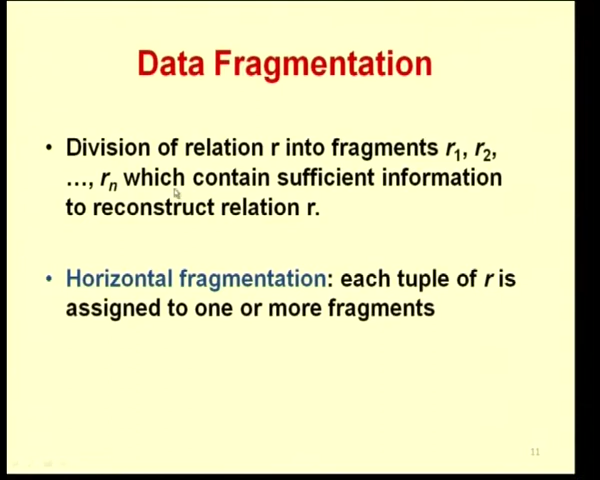 Data Fragmentation
• Division of relation r into fragments r1, r2,
…, rn which contain sufficient information
to reconstruct relation r.
• Horizontal fragmentation: each tuple of r is
assigned to one or more fragments
11